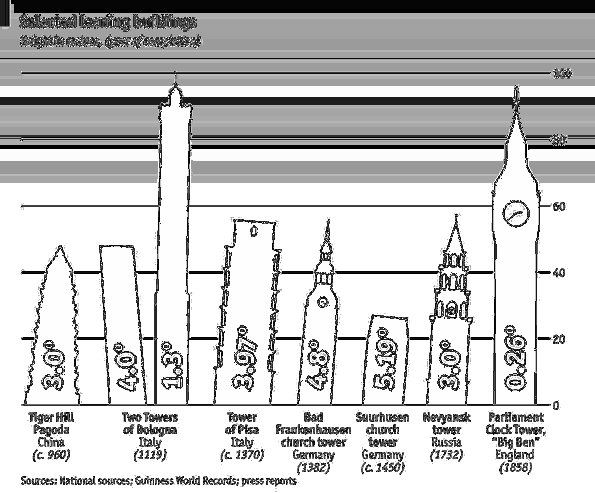 Selected leaning buildings
Height in metres, (year of completion)
100
80
60
40
20
0
3.0°
4.0°
1.3°
3.97°
4.8°
5.19°
3.0°
0.26°
Tiger Hill
Pagoda
China
(c. 960)
Two Towers
of Bologna
Italy
(1119)
Tower
of Pisa
Italy
(c. 1370)
Bad
Frankenhausen
church tower
Germany
(1382)
Suurhusen
church
tower
Germany
(c. 1450)
Nevyansk
tower
Russia
(1732)
Parliament
Clock Tower,
"Big Ben"
England
(1858)
Sources: National sources; Guinness World Records; press reports